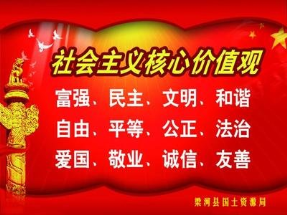 社会主义核心价值观
富强、民主、文明、和谐
自由、平等、公正、法治
爱国、敬业、诚信、友善
梁河县国土资源局